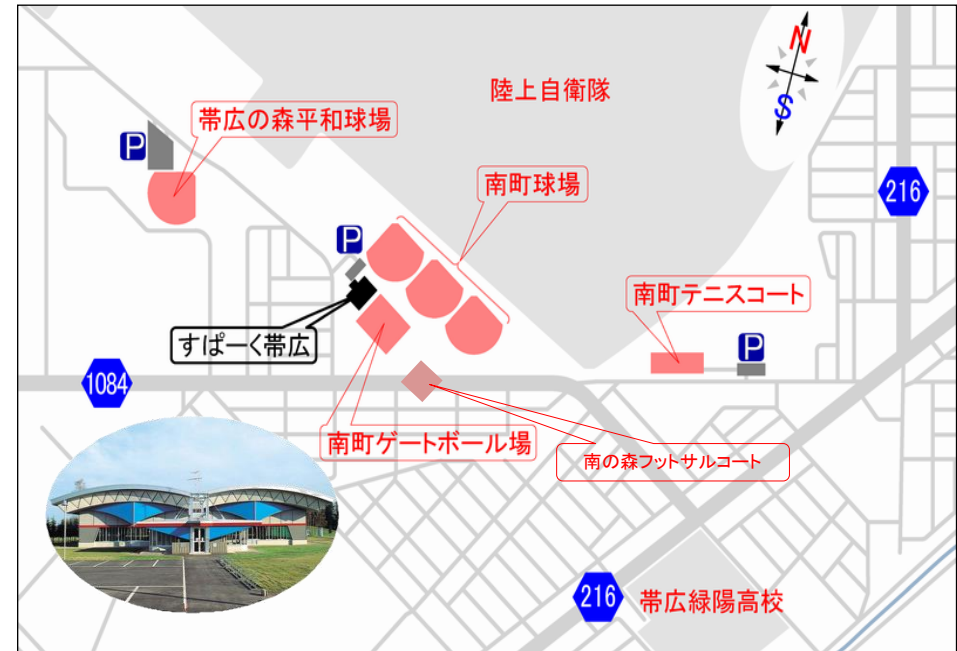 N
S
陸上自衛隊
帯広の森平和球場
P
南町球場
216
P
南町テニスコート
すぱーく帯広
P
1084
南町ゲートボール場
南の森フットサルコート
216
帯広緑陽高校